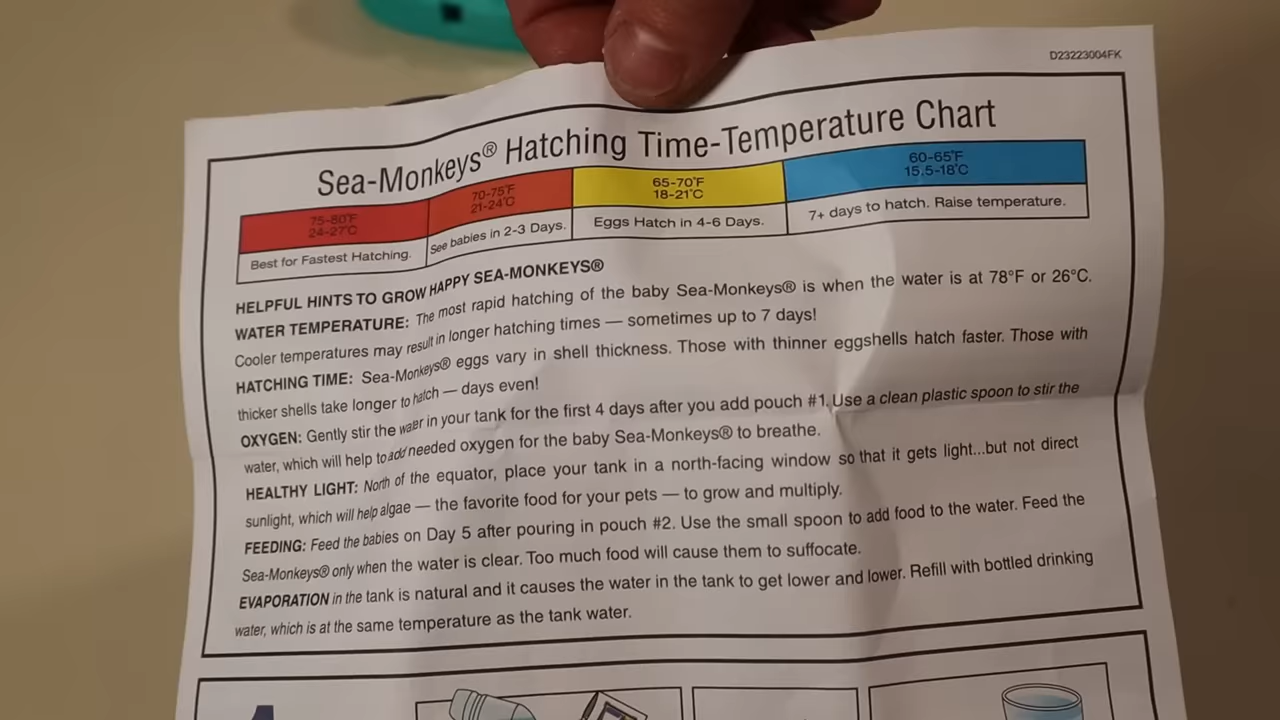 D23223004FK
Sea-Monkeys® Hatching Time-Temperature Chart
75-80°F
24-27°C
70-75°F
21-24°C
65-70°F
18-21°C
60-65°F
15.5-18°C
Best for Fastest Hatching.
See babies in 2-3 Days.
Eggs Hatch in 4-6 Days.
7+ days to hatch. Raise temperature.
HELPFUL HINTS TO GROW HAPPY SEA-MONKEYS®
WATER TEMPERATURE: The most rapid hatching of the baby Sea-Monkeys® is when the water is at 78°F or 26°C.
Cooler temperatures may result in longer hatching times — sometimes up to 7 days!
HATCHING TIME: Sea-Monkeys® eggs vary in shell thickness. Those with thinner eggshells hatch faster. Those with
thicker shells take longer to hatch — days even!
OXYGEN: Gently stir the water in your tank for the first 4 days after you add pouch #1. Use a clean plastic spoon to stir the
water, which will help to add needed oxygen for the baby Sea-Monkeys® to breathe.
HEALTHY LIGHT: North of the equator, place your tank in a north-facing window so that it gets light...but not direct
sunlight, which will help algae — the favorite food for your pets — to grow and multiply.
FEEDING: Feed the babies on Day 5 after pouring in pouch #2. Use the small spoon to add food to the water. Feed the
Sea-Monkeys® only when the water is clear. Too much food will cause them to suffocate.
EVAPORATION in the tank is natural and it causes the water in the tank to get lower and lower. Refill with bottled drinking
water, which is at the same temperature as the tank water.